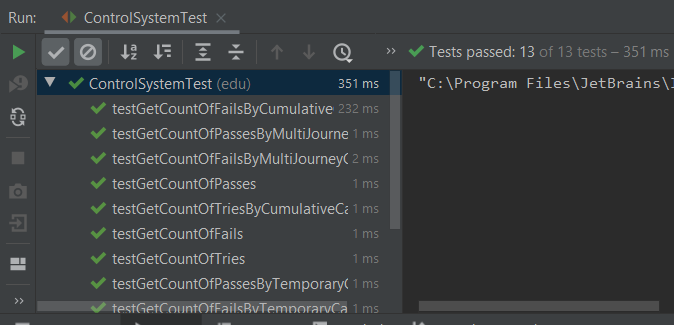 Run: ControlSystemTest
Tests passed: 13 of 13 tests – 351 ms
ControlSystemTest (edu) 351 ms
"C:\Program Files\JetBrains\
testGetCountOfFailsByCumulative 232 ms
testGetCountOfPassesByMultiJourne 1 ms
testGetCountOfFailsByMultiJourneyC 2 ms
testGetCountOfPasses 1 ms
testGetCountOfTriesByCumulativeCa 1 ms
testGetCountOfFails 1 ms
testGetCountOfTries 1 ms
testGetCountOfPassesByTemporaryC 1 ms
testGetCountOfFailsByTemporaryCa 1 ms